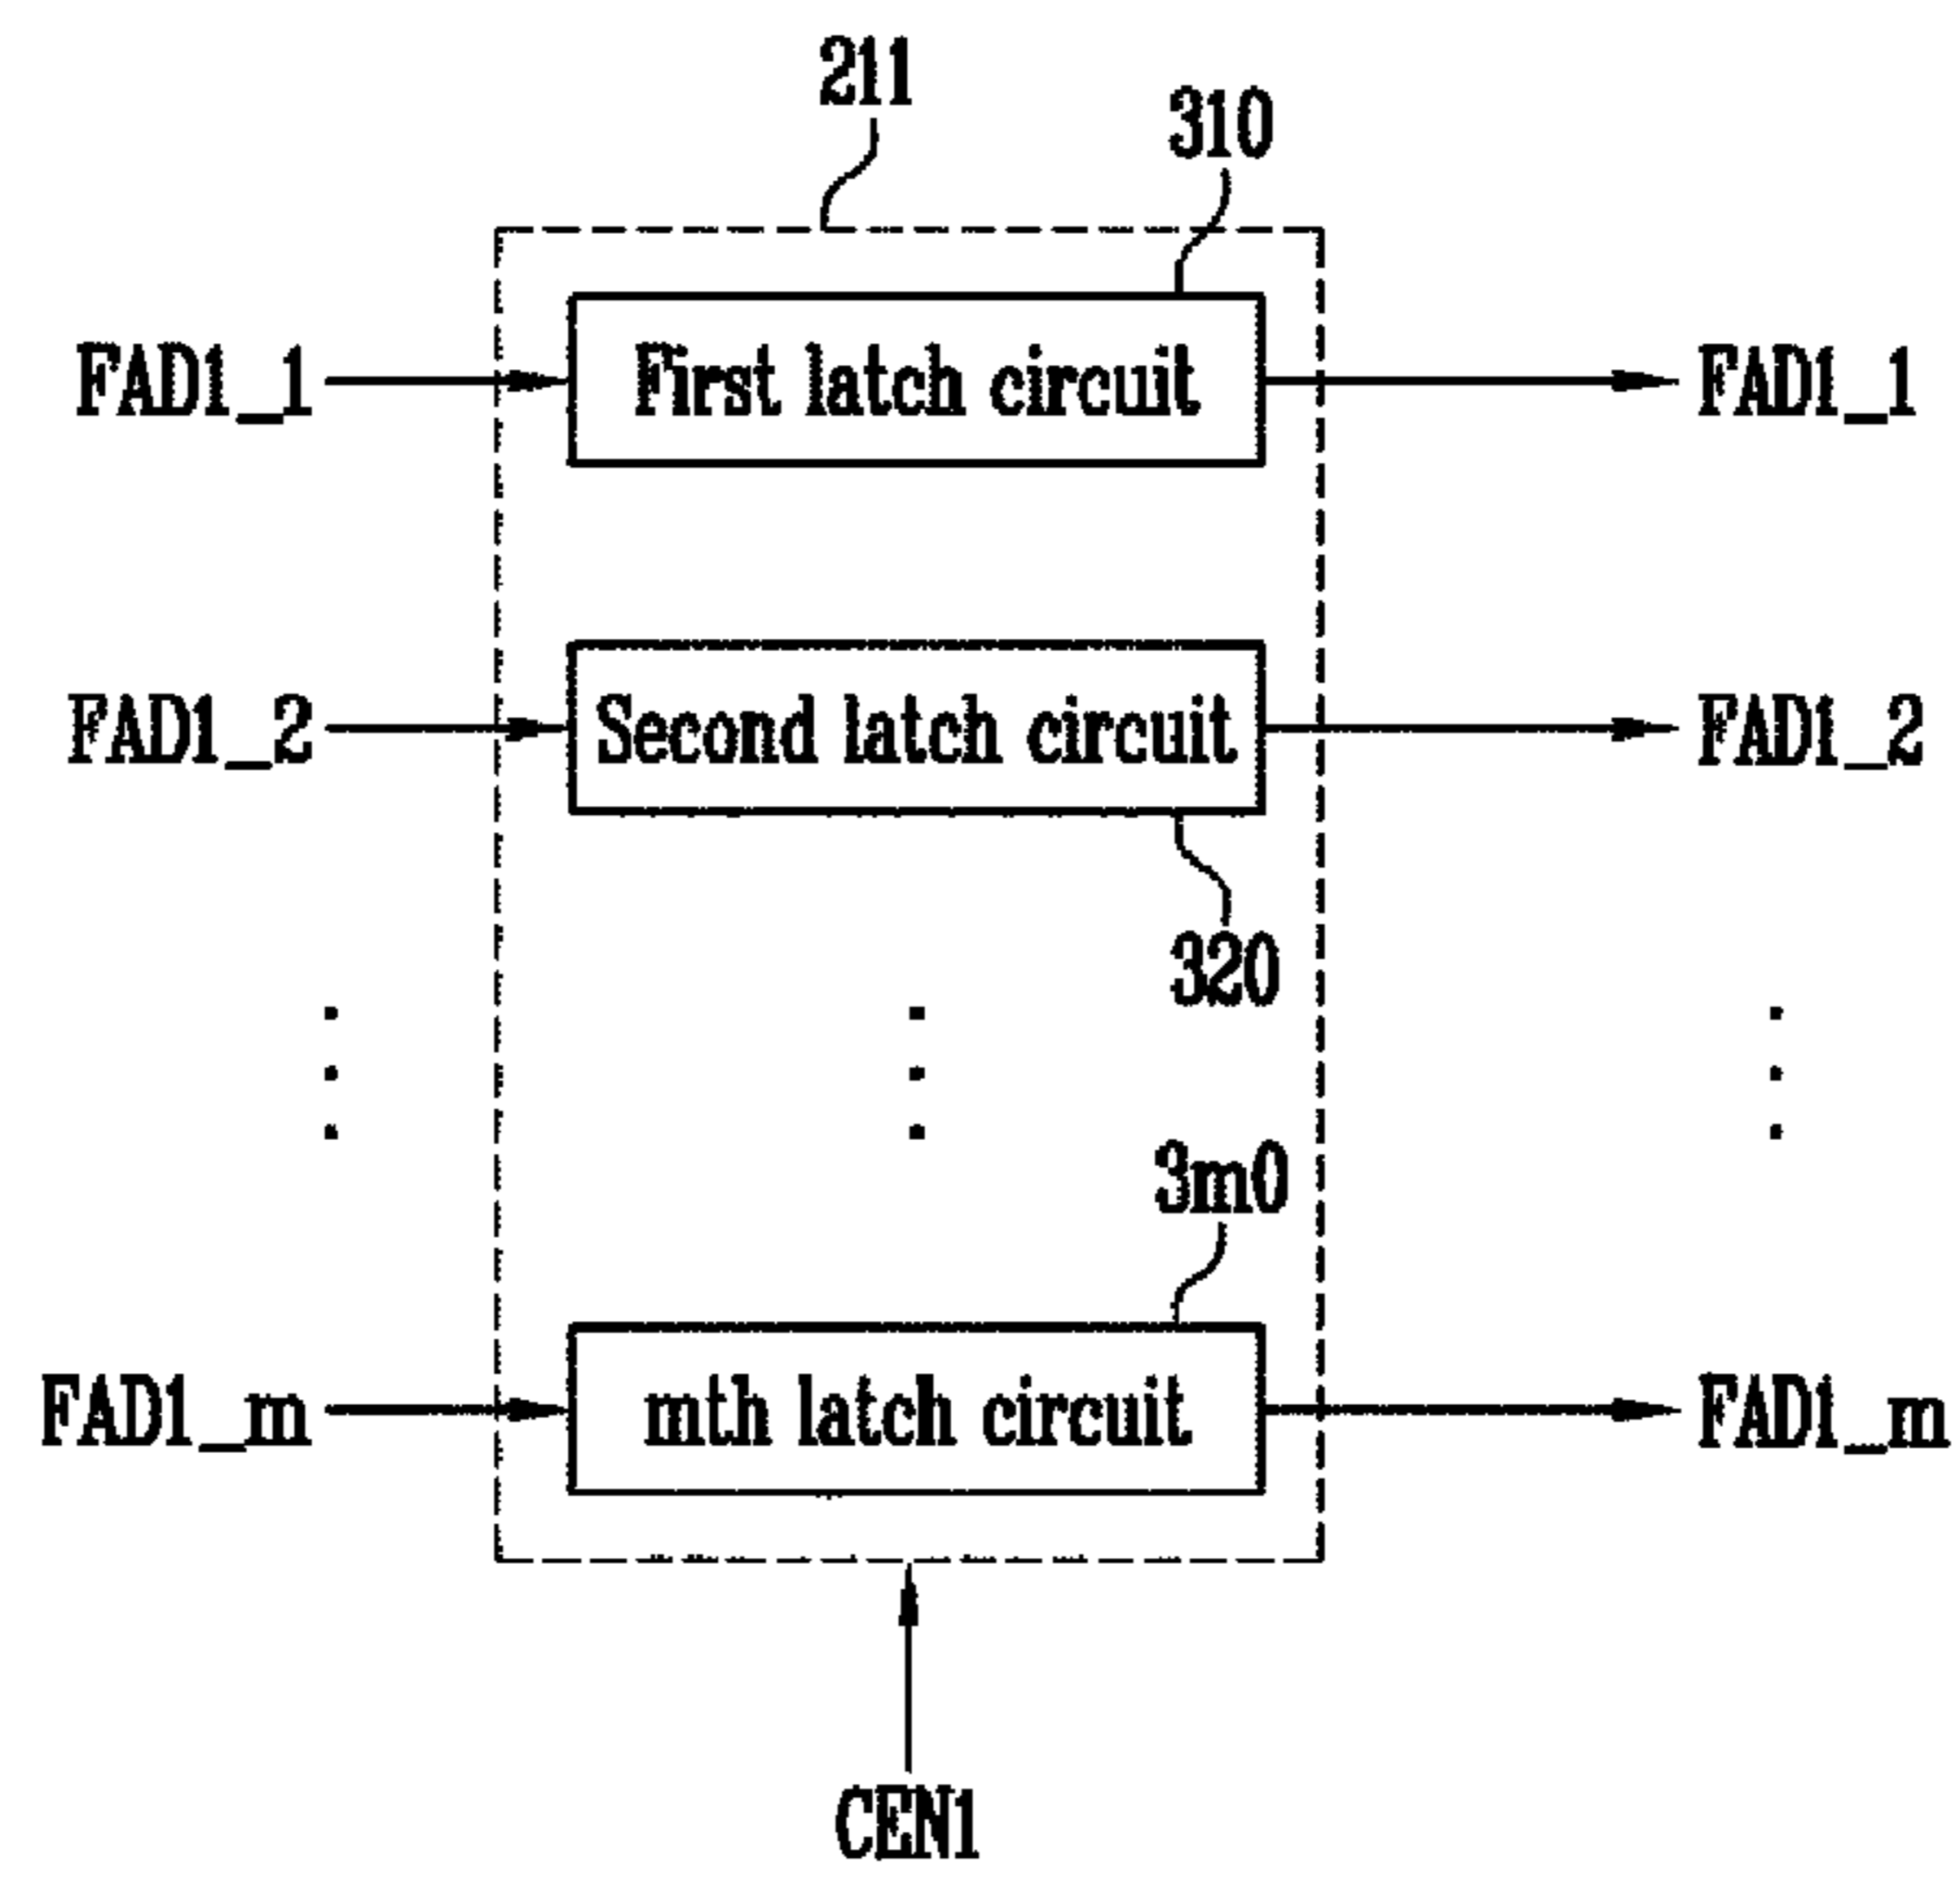 211
310
FAD1_1
First latch circuit
FAD1_1
FAD1_2
Second latch circuit
FAD1_2
320
3m0
FAD1_m
mth latch circuit
FAD1_m
CEN1